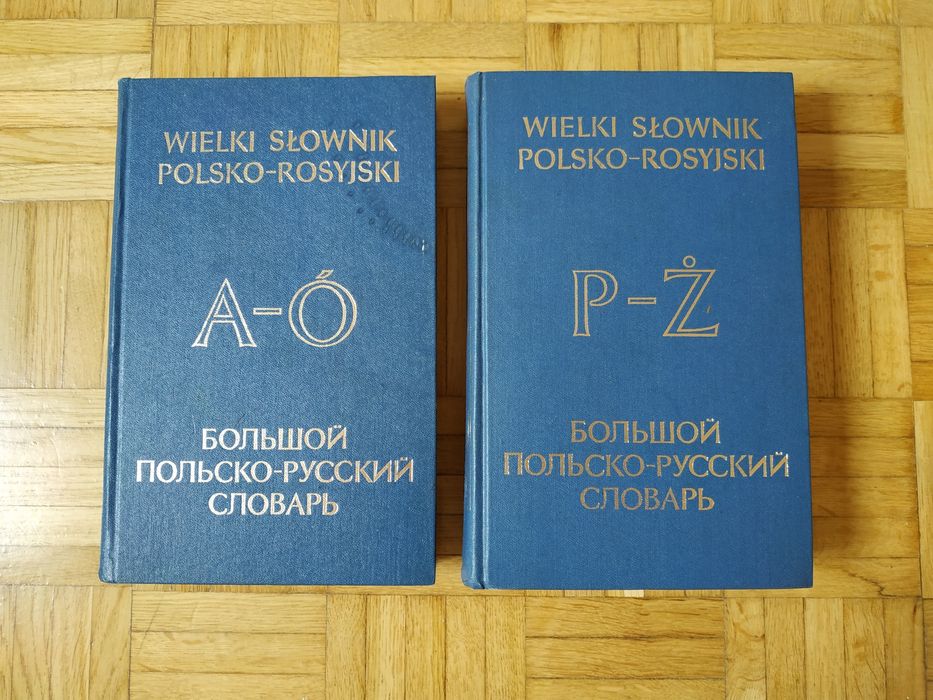 WIELKI SŁOWNIK
POLSKO-ROSYJSKI
A-Ó
БОЛЬШОЙ
ПОЛЬСКО-РУССКИЙ
СЛОВАРЬ
WIELKI SŁOWNIK
POLSKO-ROSYJSKI
P-Ż
БОЛЬШОЙ
ПОЛЬСКО-РУССКИЙ
СЛОВАРЬ